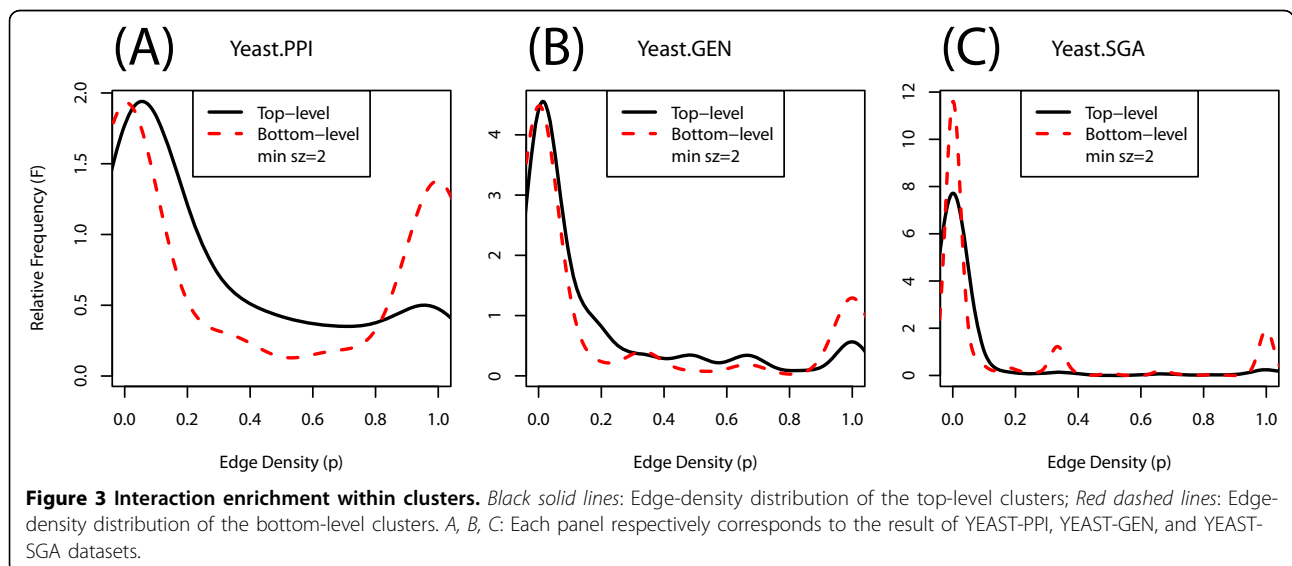 (A) Yeast.PPI
(B) Yeast.GEN
(C) Yeast.SGA
Relative Frequency (F)
0.0 0.5 1.0 1.5 2.0
Top−level
Bottom−level
min sz=2
0.0 0.2 0.4 0.6 0.8 1.0
Edge Density (p)
0 1 2 3 4
Top−level
Bottom−level
min sz=2
0.0 0.2 0.4 0.6 0.8 1.0
Edge Density (p)
0 2 4 6 8 10 12
Top−level
Bottom−level
min sz=2
0.0 0.2 0.4 0.6 0.8 1.0
Edge Density (p)
Figure 3 Interaction enrichment within clusters. Black solid lines: Edge-density distribution of the top-level clusters; Red dashed lines: Edge-
density distribution of the bottom-level clusters. A, B, C: Each panel respectively corresponds to the result of YEAST-PPI, YEAST-GEN, and YEAST-
SGA datasets.